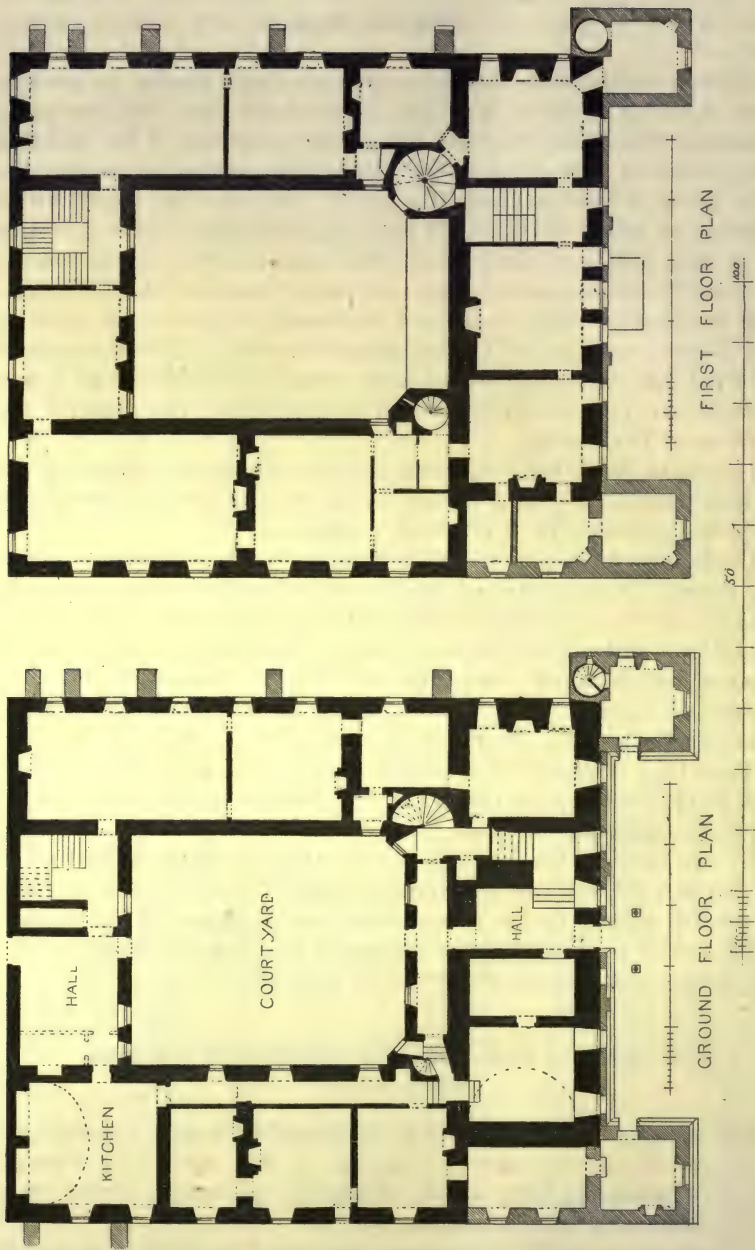 FIRST FLOOR PLAN
100
50
HALL
COURTYARD
KITCHEN
HALL
GROUND FLOOR PLAN